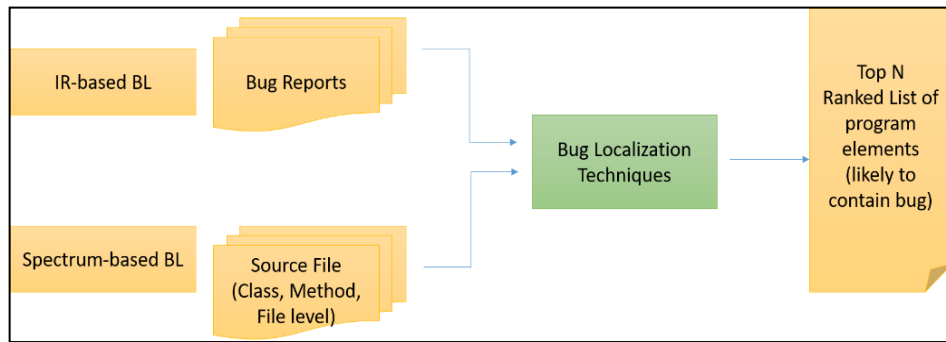 IR-based BL
Bug Reports
Spectrum-based BL
Source File
(Class, Method,
File level)
Bug Localization
Techniques
Top N
Ranked List of
program
elements
(likely to
contain bug)